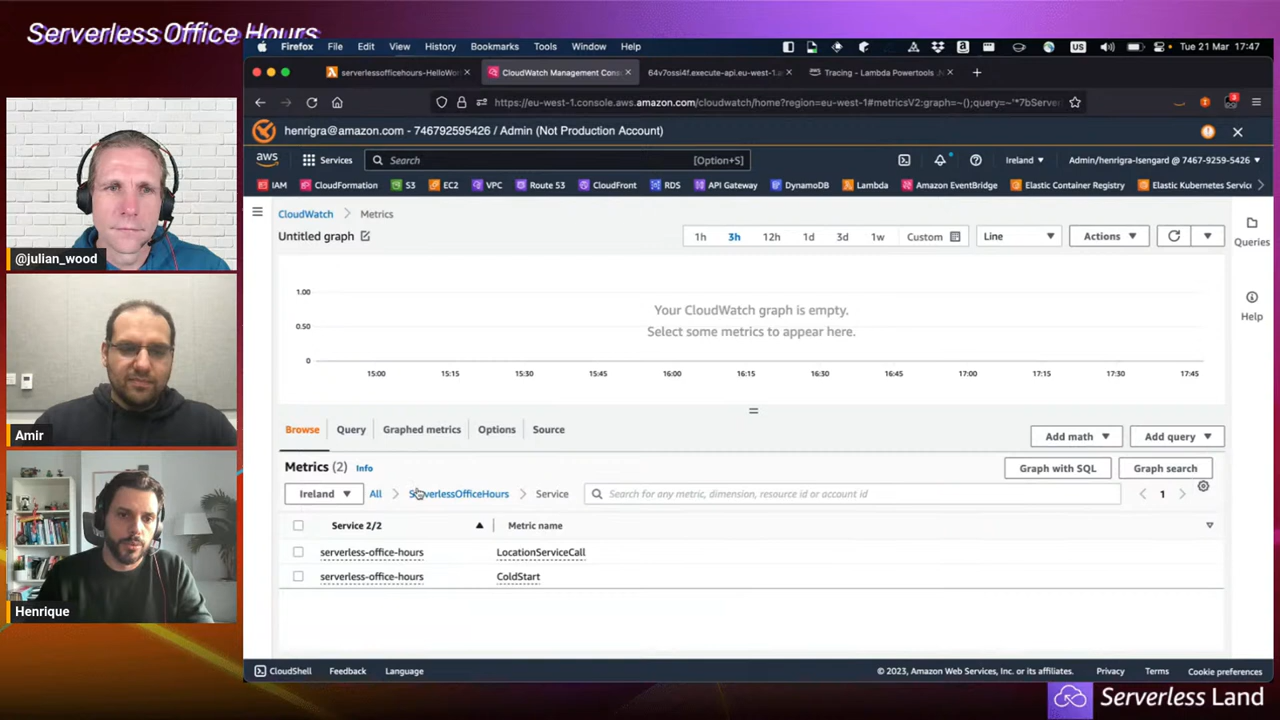 Serverless Office Hours
Firefox File Edit View History Bookmarks Tools Window Help
US Tue 21 Mar 17:47
serverlessofficehours-HelloWor
CloudWatch Management Cons
64v7ossi4f.execute-api.eu-west-1.a
Tracing - Lambda Powertools .N
https://eu-west-1.console.aws.amazon.com/cloudwatch/home?region=eu-west-1#metricsV2:graph=~();query=~'*7bServe
3
henrigra@amazon.com - 746792595426 / Admin (Not Production Account)
aws Services Search [Option+S] Ireland Admin/henrigra-Isengard @ 7467-9259-5426
IAM CloudFormation S3 EC2 VPC Route 53 CloudFront RDS API Gateway DynamoDB Lambda Amazon EventBridge Elastic Container Registry Elastic Kubernetes Servic
CloudWatch Metrics
Untitled graph
1h 3h 12h 1d 3d 1w Custom Line Actions
Queries
Help
1.00
0.50
0
Your CloudWatch graph is empty.
Select some metrics to appear here.
15:00 15:15 15:30 15:45 16:00 16:15 16:30 16:45 17:00 17:15 17:30 17:45
Browse Query Graphed metrics Options Source
Add math Add query
Metrics (2) Info
Graph with SQL Graph search
Ireland All ServerlessOfficeHours Service Search for any metric, dimension, resource id or account id 1
Service 2/2 Metric name
serverless-office-hours LocationServiceCall
serverless-office-hours ColdStart
CloudShell Feedback Language
© 2023, Amazon Web Services, Inc. or its affiliates. Privacy Terms Cookie preferences
@julian_wood
Amir
Henrique
Serverless Land